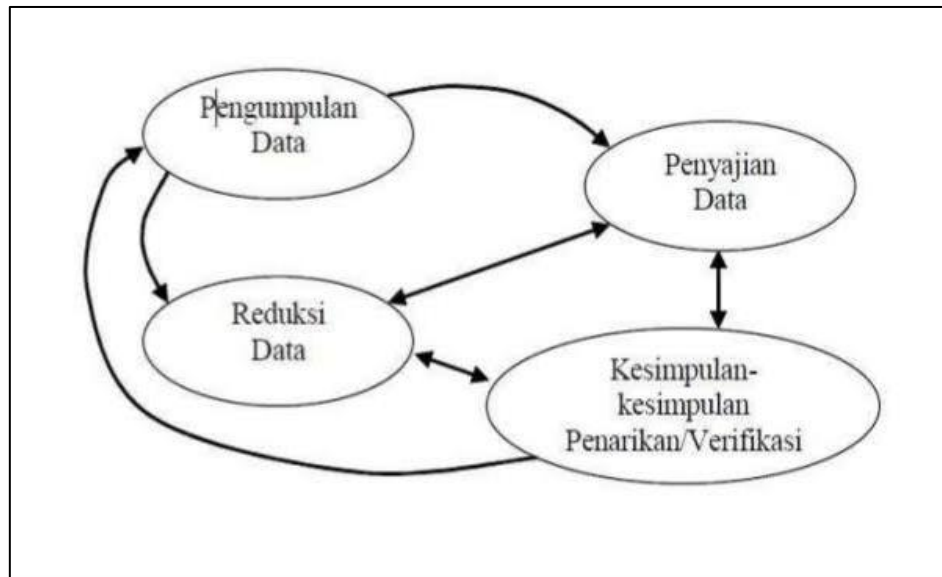 Pengumpulan
Data
Penyajian
Data
Reduksi
Data
Kesimpulan-
kesimpulan
Penarikan/Verifikasi